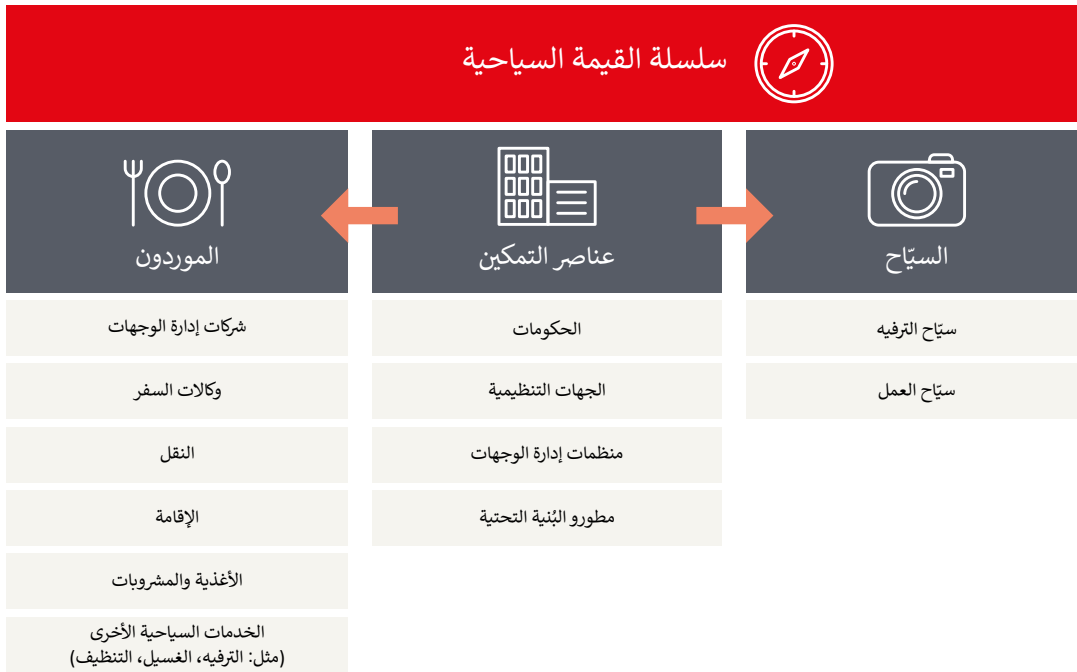 سلسلة القيمة السياحية
السيّاح
سيّاح الترفيه
سيّاح العمل
عناصر التمكين
الحكومات
الجهات التنظيمية
منظمات إدارة الوجهات
مطورو البُنية التحتية
الموردون
شركات إدارة الوجهات
وكالات السفر
النقل
الإقامة
الأغذية والمشروبات
الخدمات السياحية الأخرى
(مثل: الترفيه، الغسيل، التنظيف)